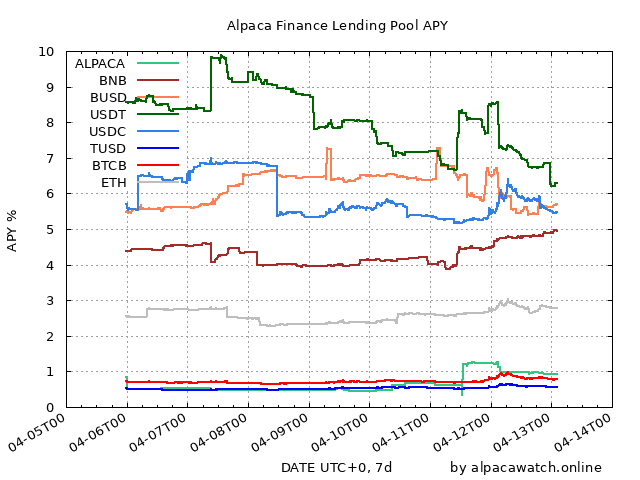 Alpaca Finance Lending Pool APY
10
9
8
7
6
5
4
3
2
1
0
APY %
ALPACA
BNB
BUSD
USDT
USDC
TUSD
BTCB
ETH
04-05T00
04-06T00
04-07T00
04-08T00
04-09T00
04-10T00
04-11T00
04-12T00
04-13T00
04-14T00
DATE UTC+0, 7d
by alpacawatch.online